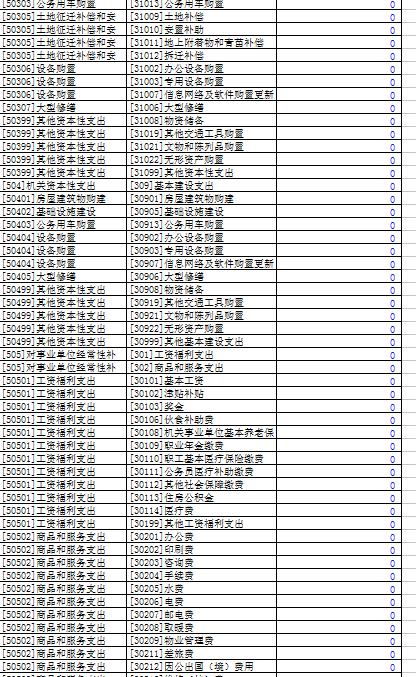 [50303]公务用车购置 [31013]公务用车购置 0
[50305]土地征迁补偿和安 [31009]土地补偿 0
[50305]土地征迁补偿和安 [31010]安置补助 0
[50305]土地征迁补偿和安 [31011]地上附着物和青苗补偿 0
[50305]土地征迁补偿和安 [31012]拆迁补偿 0
[50306]设备购置 [31002]办公设备购置 0
[50306]设备购置 [31003]专用设备购置 0
[50306]设备购置 [31007]信息网络及软件购置更新 0
[50307]大型修缮 [31006]大型修缮 0
[50399]其他资本性支出 [31008]物资储备 0
[50399]其他资本性支出 [31019]其他交通工具购置 0
[50399]其他资本性支出 [31021]文物和陈列品购置 0
[50399]其他资本性支出 [31022]无形资产购置 0
[50399]其他资本性支出 [31099]其他资本性支出 0
[504]机关资本性支出 [309]基本建设支出 0
[50401]房屋建筑物购建 [30901]房屋建筑物购建 0
[50402]基础设施建设 [30905]基础设施建设 0
[50403]公务用车购置 [30913]公务用车购置 0
[50404]设备购置 [30902]办公设备购置 0
[50404]设备购置 [30903]专用设备购置 0
[50404]设备购置 [30907]信息网络及软件购置更新 0
[50405]大型修缮 [30906]大型修缮 0
[50499]其他资本性支出 [30908]物资储备 0
[50499]其他资本性支出 [30919]其他交通工具购置 0
[50499]其他资本性支出 [30921]文物和陈列品购置 0
[50499]其他资本性支出 [30922]无形资产购置 0
[50499]其他资本性支出 [30999]其他基本建设支出 0
[505]对事业单位经常性补 [301]工资福利支出 0
[505]对事业单位经常性补 [302]商品和服务支出 0
[50501]工资福利支出 [30101]基本工资 0
[50501]工资福利支出 [30102]津贴补贴 0
[50501]工资福利支出 [30103]奖金 0
[50501]工资福利支出 [30106]伙食补助费 0
[50501]工资福利支出 [30108]机关事业单位基本养老保 0
[50501]工资福利支出 [30109]职业年金缴费 0
[50501]工资福利支出 [30110]职工基本医疗保险缴费 0
[50501]工资福利支出 [30111]公务员医疗补助缴费 0
[50501]工资福利支出 [30112]其他社会保障缴费 0
[50501]工资福利支出 [30113]住房公积金 0
[50501]工资福利支出 [30114]医疗费 0
[50501]工资福利支出 [30199]其他工资福利支出 0
[50502]商品和服务支出 [30201]办公费 0
[50502]商品和服务支出 [30202]印刷费 0
[50502]商品和服务支出 [30203]咨询费 0
[50502]商品和服务支出 [30204]手续费 0
[50502]商品和服务支出 [30205]水费 0
[50502]商品和服务支出 [30206]电费 0
[50502]商品和服务支出 [30207]邮电费 0
[50502]商品和服务支出 [30208]取暖费 0
[50502]商品和服务支出 [30209]物业管理费 0
[50502]商品和服务支出 [30211]差旅费 0
[50502]商品和服务支出 [30212]因公出国（境）费用 0